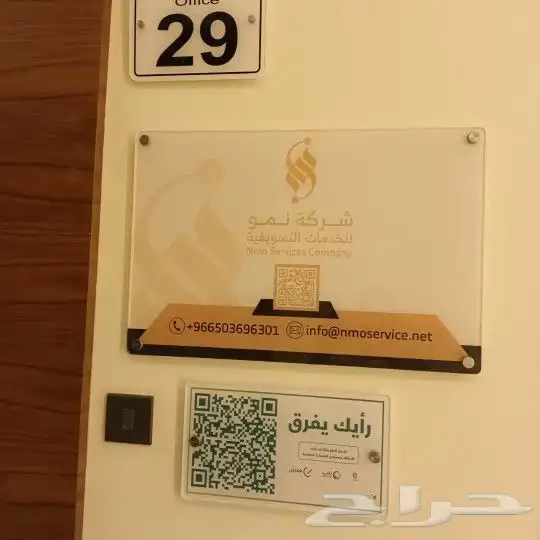 Office
29
شركة نمو
للخدمات التسويقية
Nmo Services Company
+966503696301 info@nmoservice.net
رأيك يفرق
حراج